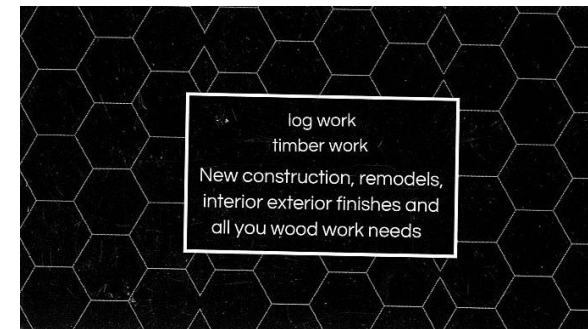 log work
timber work
New construction, remodels,
interior exterior finishes and
all you wood work needs